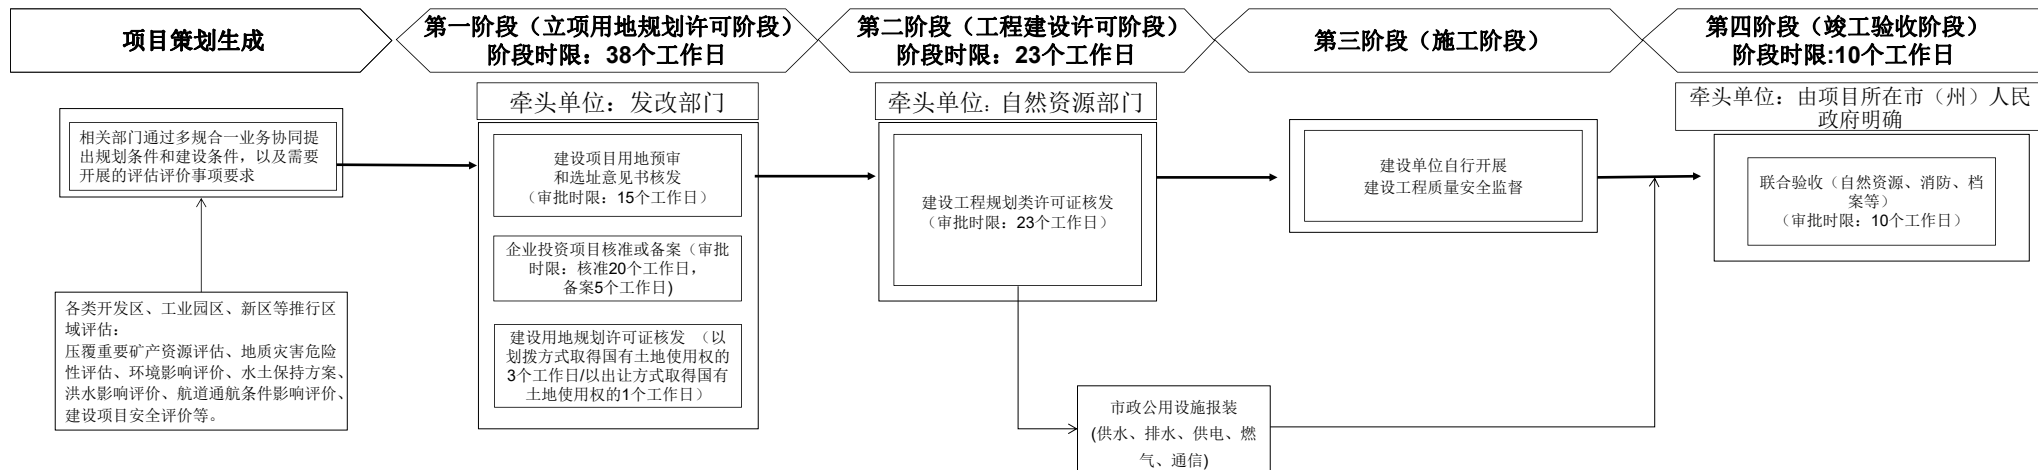 项目策划生成
第一阶段（立项用地规划许可阶段）
阶段时限：38个工作日
第二阶段（工程建设许可阶段）
阶段时限：23个工作日
第三阶段（施工阶段）
第四阶段（竣工验收阶段）
阶段时限:10个工作日
相关部门通过多规合一业务协同提
出规划条件和建设条件，以及需要
开展的评估评价事项要求
各类开发区、工业园区、新区等推行区
域评估：
压覆重要矿产资源评估、地质灾害危险
性评估、环境影响评价、水土保持方案、
洪水影响评价、航道通航条件影响评价、
建设项目安全评价等。
牵头单位：发改部门
建设项目用地预审
和选址意见书核发
（审批时限：15个工作日）
企业投资项目核准或备案（审批
时限：核准20个工作日，
备案5个工作日)
建设用地规划许可证核发 （以
划拨方式取得国有土地使用权的
3个工作日/以出让方式取得国有
土地使用权的1个工作日）
牵头单位：自然资源部门
建设工程规划类许可证核发
（审批时限：23个工作日）
市政公用设施报装
(供水、排水、供电、燃
气、通信)
建设单位自行开展
建设工程质量安全监督
牵头单位：由项目所在市（州）人民
政府明确
联合验收（自然资源、消防、档
案等）
（审批时限：10个工作日）